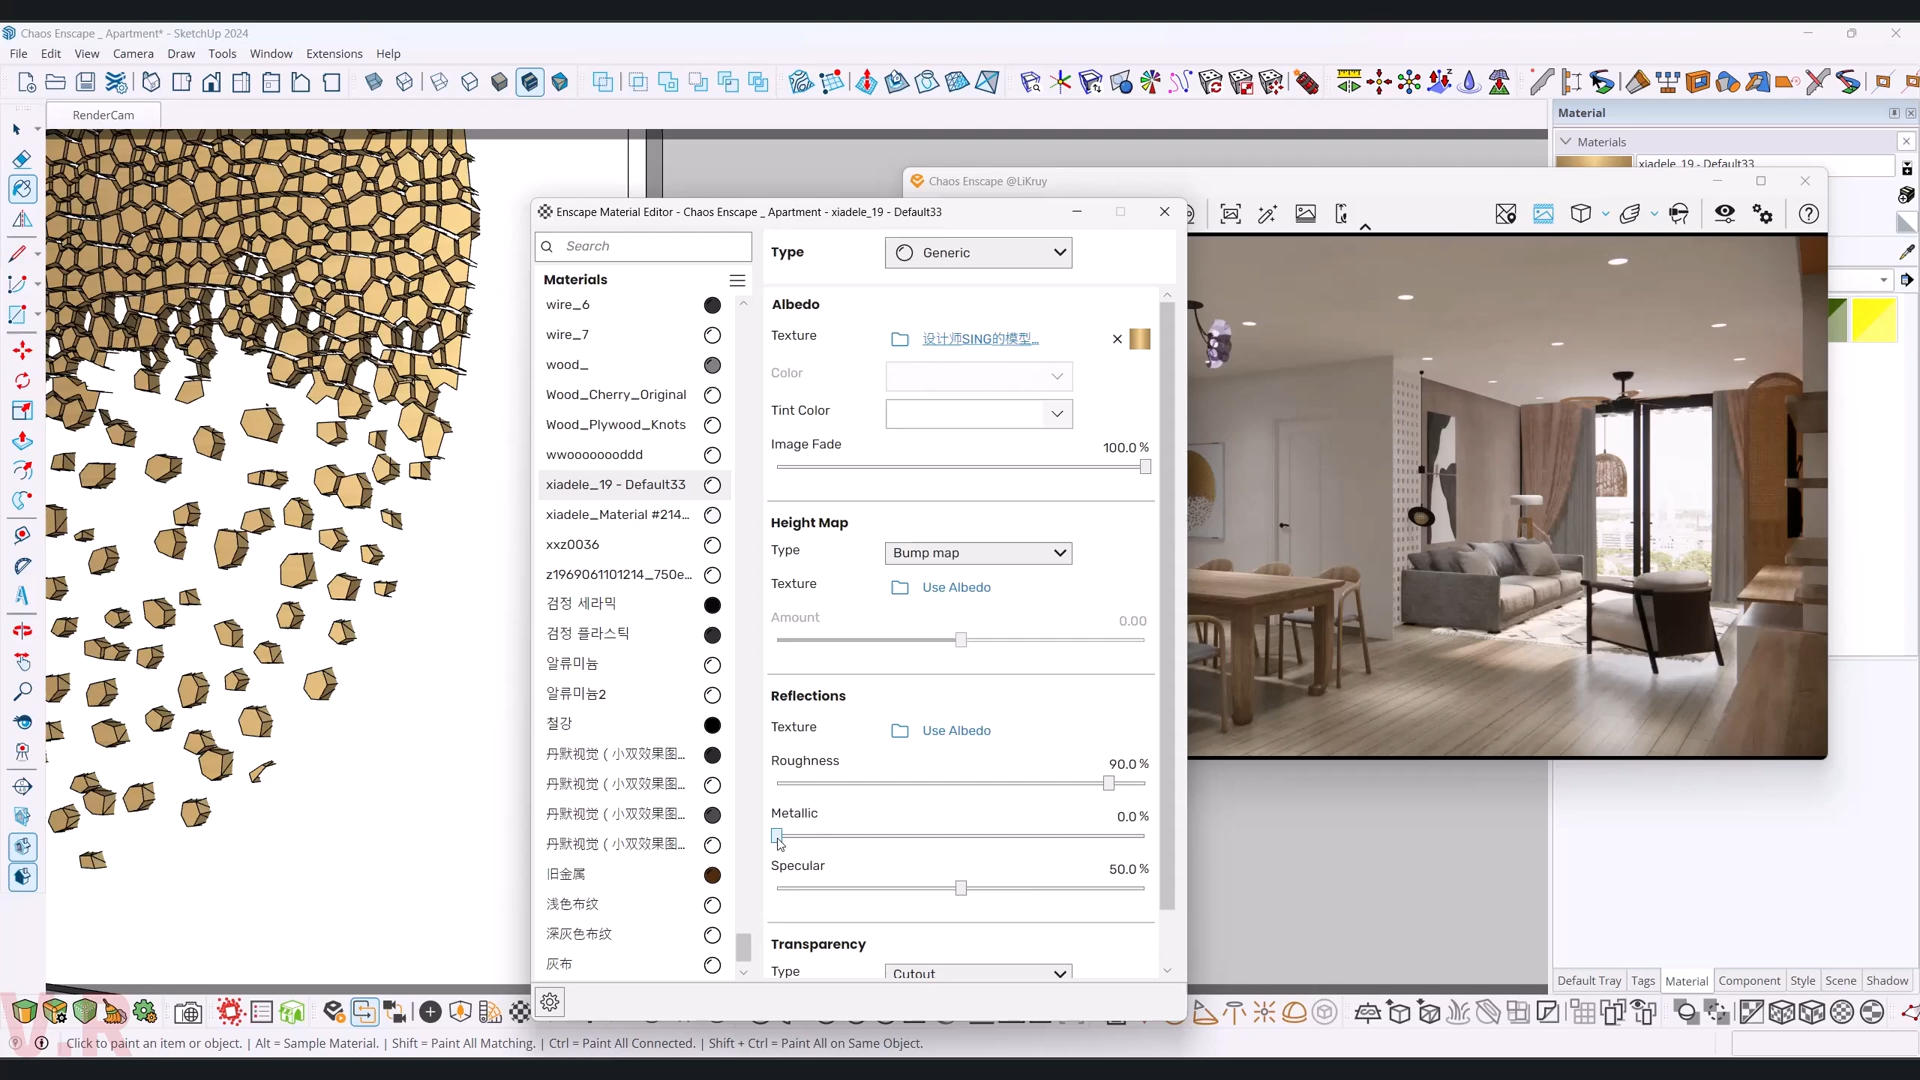 Chaos Enscape _ Apartment* - SketchUp 2024
File Edit View Camera Draw Tools Window Extensions Help
RenderCam
Material
Materials
xiadele_19 - Default33
Chaos Enscape @LiKruy
Enscape Material Editor - Chaos Enscape _ Apartment - xiadele_19 - Default33
Search
Materials
wire_6
wire_7
wood_
Wood_Cherry_Original
Wood_Plywood_Knots
wwoooooooddd
xiadele_19 - Default33
xiadele_Material #214...
xxz0036
z1969061101214_750e...
검정 세라믹
검정 플라스틱
알류미늄
알류미늄2
철강
丹默视觉 ( 小双效果图...
丹默视觉 ( 小双效果图...
丹默视觉 ( 小双效果图...
丹默视觉 ( 小双效果图...
旧金属
浅色布纹
深灰色布纹
灰布
Type Generic
Albedo
Texture 设计师SING的模型...
Color
Tint Color
Image Fade 100.0 %
Height Map
Type Bump map
Texture Use Albedo
Amount 0.00
Reflections
Texture Use Albedo
Roughness 90.0 %
Metallic 0.0 %
Specular 50.0 %
Transparency
Type Cutout
Default Tray Tags Material Component Style Scene Shadow
V.R
Click to paint an item or object. | Alt = Sample Material. | Shift = Paint All Matching. | Ctrl = Paint All Connected. | Shift + Ctrl = Paint All on Same Object.